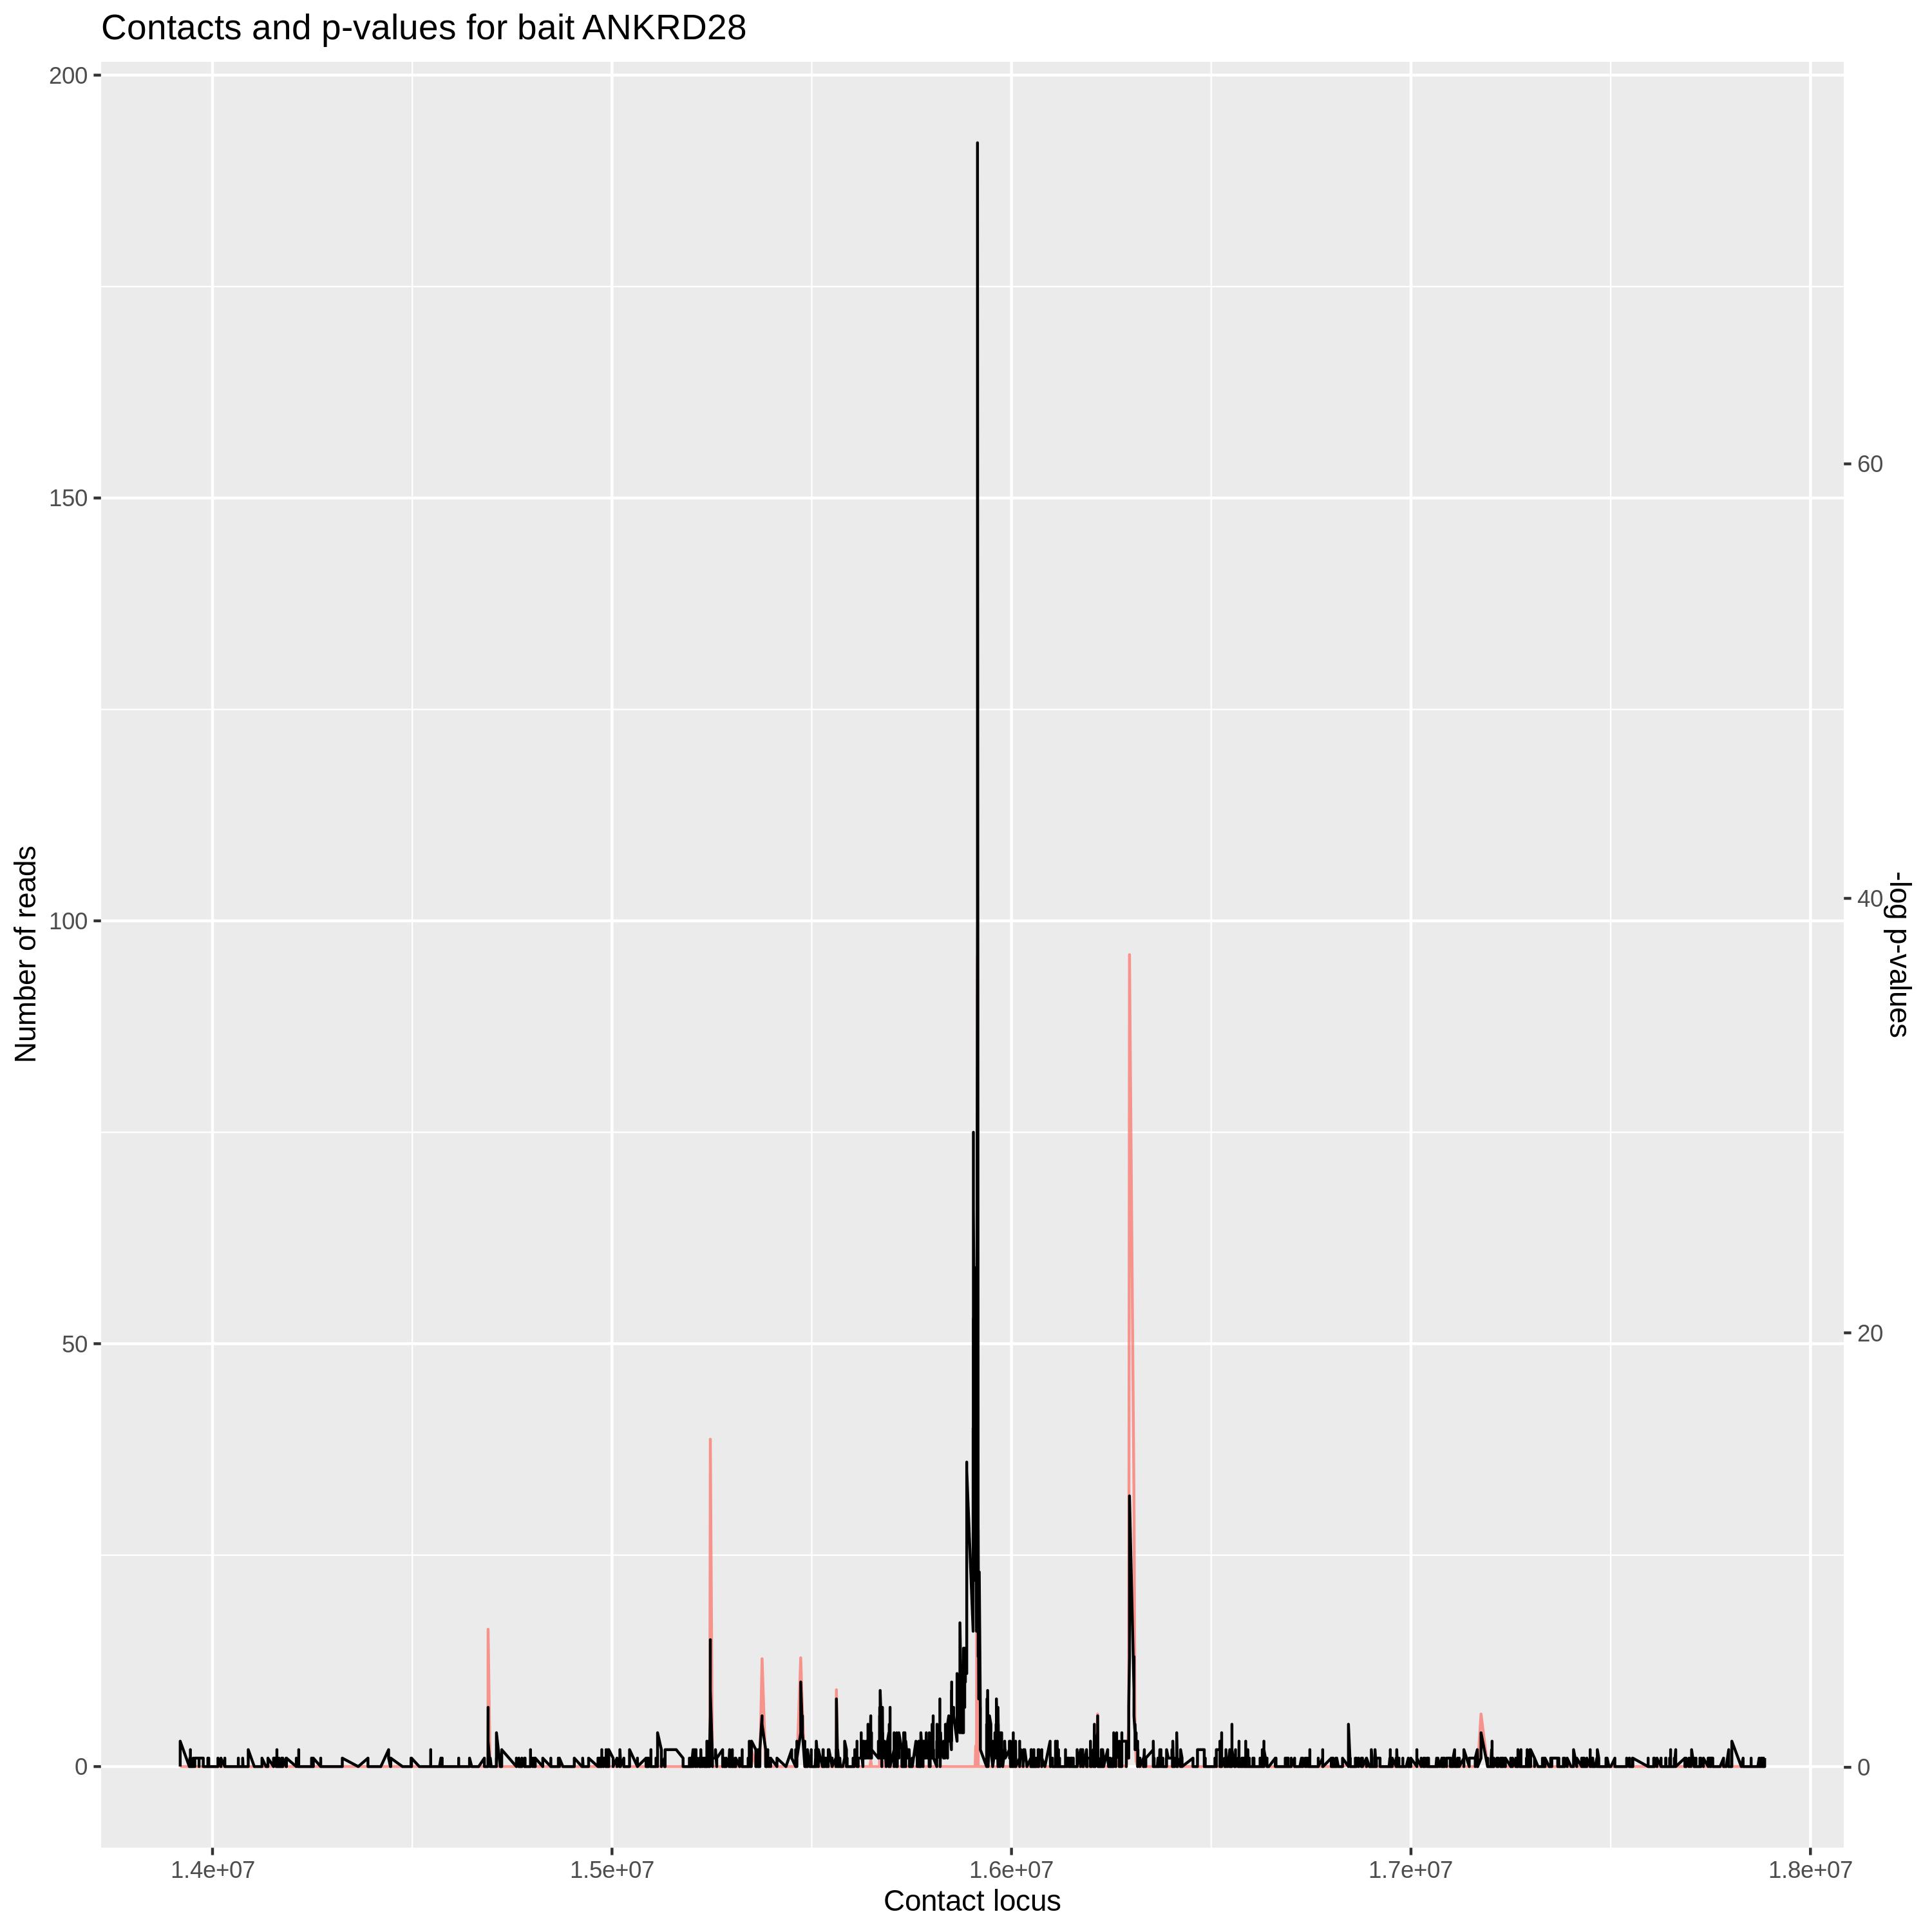 Contacts and p-values for bait ANKRD28
200
150
100
50
0
Number of reads
60
40
20
0
-log p-values
1.4e+07
1.5e+07
1.6e+07
1.7e+07
1.8e+07
Contact locus